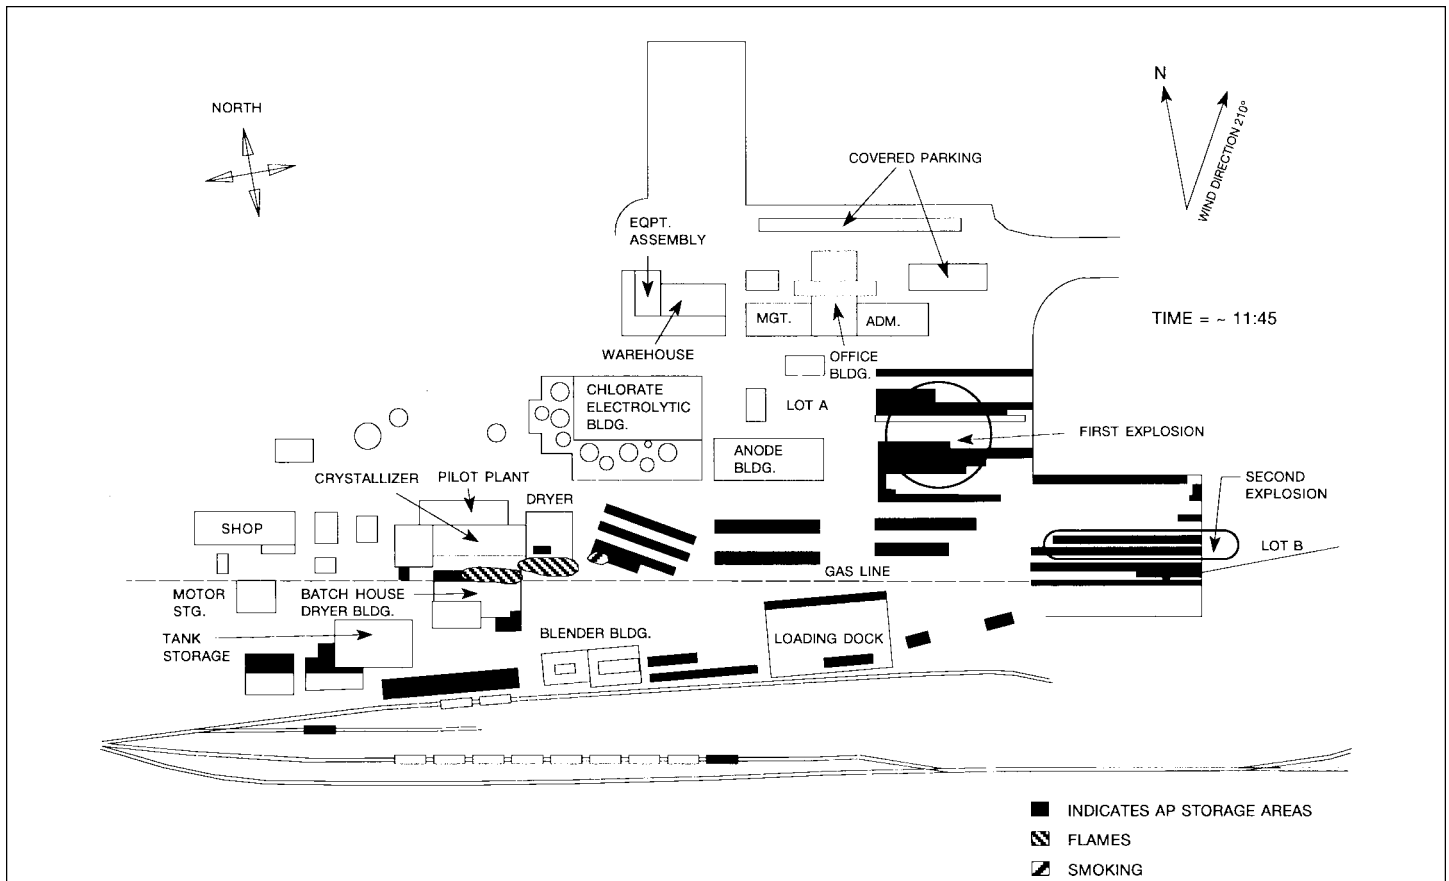 NORTH
N
WIND DIRECTION 210°
COVERED PARKING
EQPT.
ASSEMBLY
TIME = ~ 11:45
MGT.
ADM.
WAREHOUSE
OFFICE
BLDG.
CHLORATE
ELECTROLYTIC
BLDG.
LOT A
FIRST EXPLOSION
ANODE
BLDG.
CRYSTALLIZER
PILOT PLANT
DRYER
SECOND
EXPLOSION
SHOP
LOT B
GAS LINE
MOTOR
STG.
BATCH HOUSE
DRYER BLDG.
TANK
STORAGE
BLENDER BLDG.
LOADING DOCK
INDICATES AP STORAGE AREAS
FLAMES
SMOKING